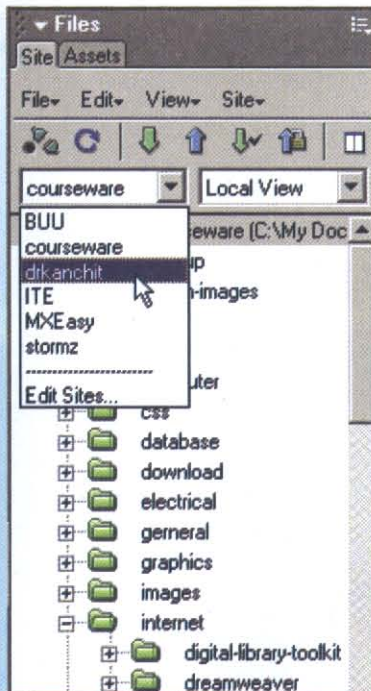 Files
Site Assets
File Edit View Site
courseware Local View
BUU
courseware
drkanchit
ITE
MXEasy
stormz
Edit Sites...
eware (C:\My Doc
up
-images
uter
css
database
download
electrical
gerneral
graphics
images
internet
digital-library-toolkit
dreamweaver